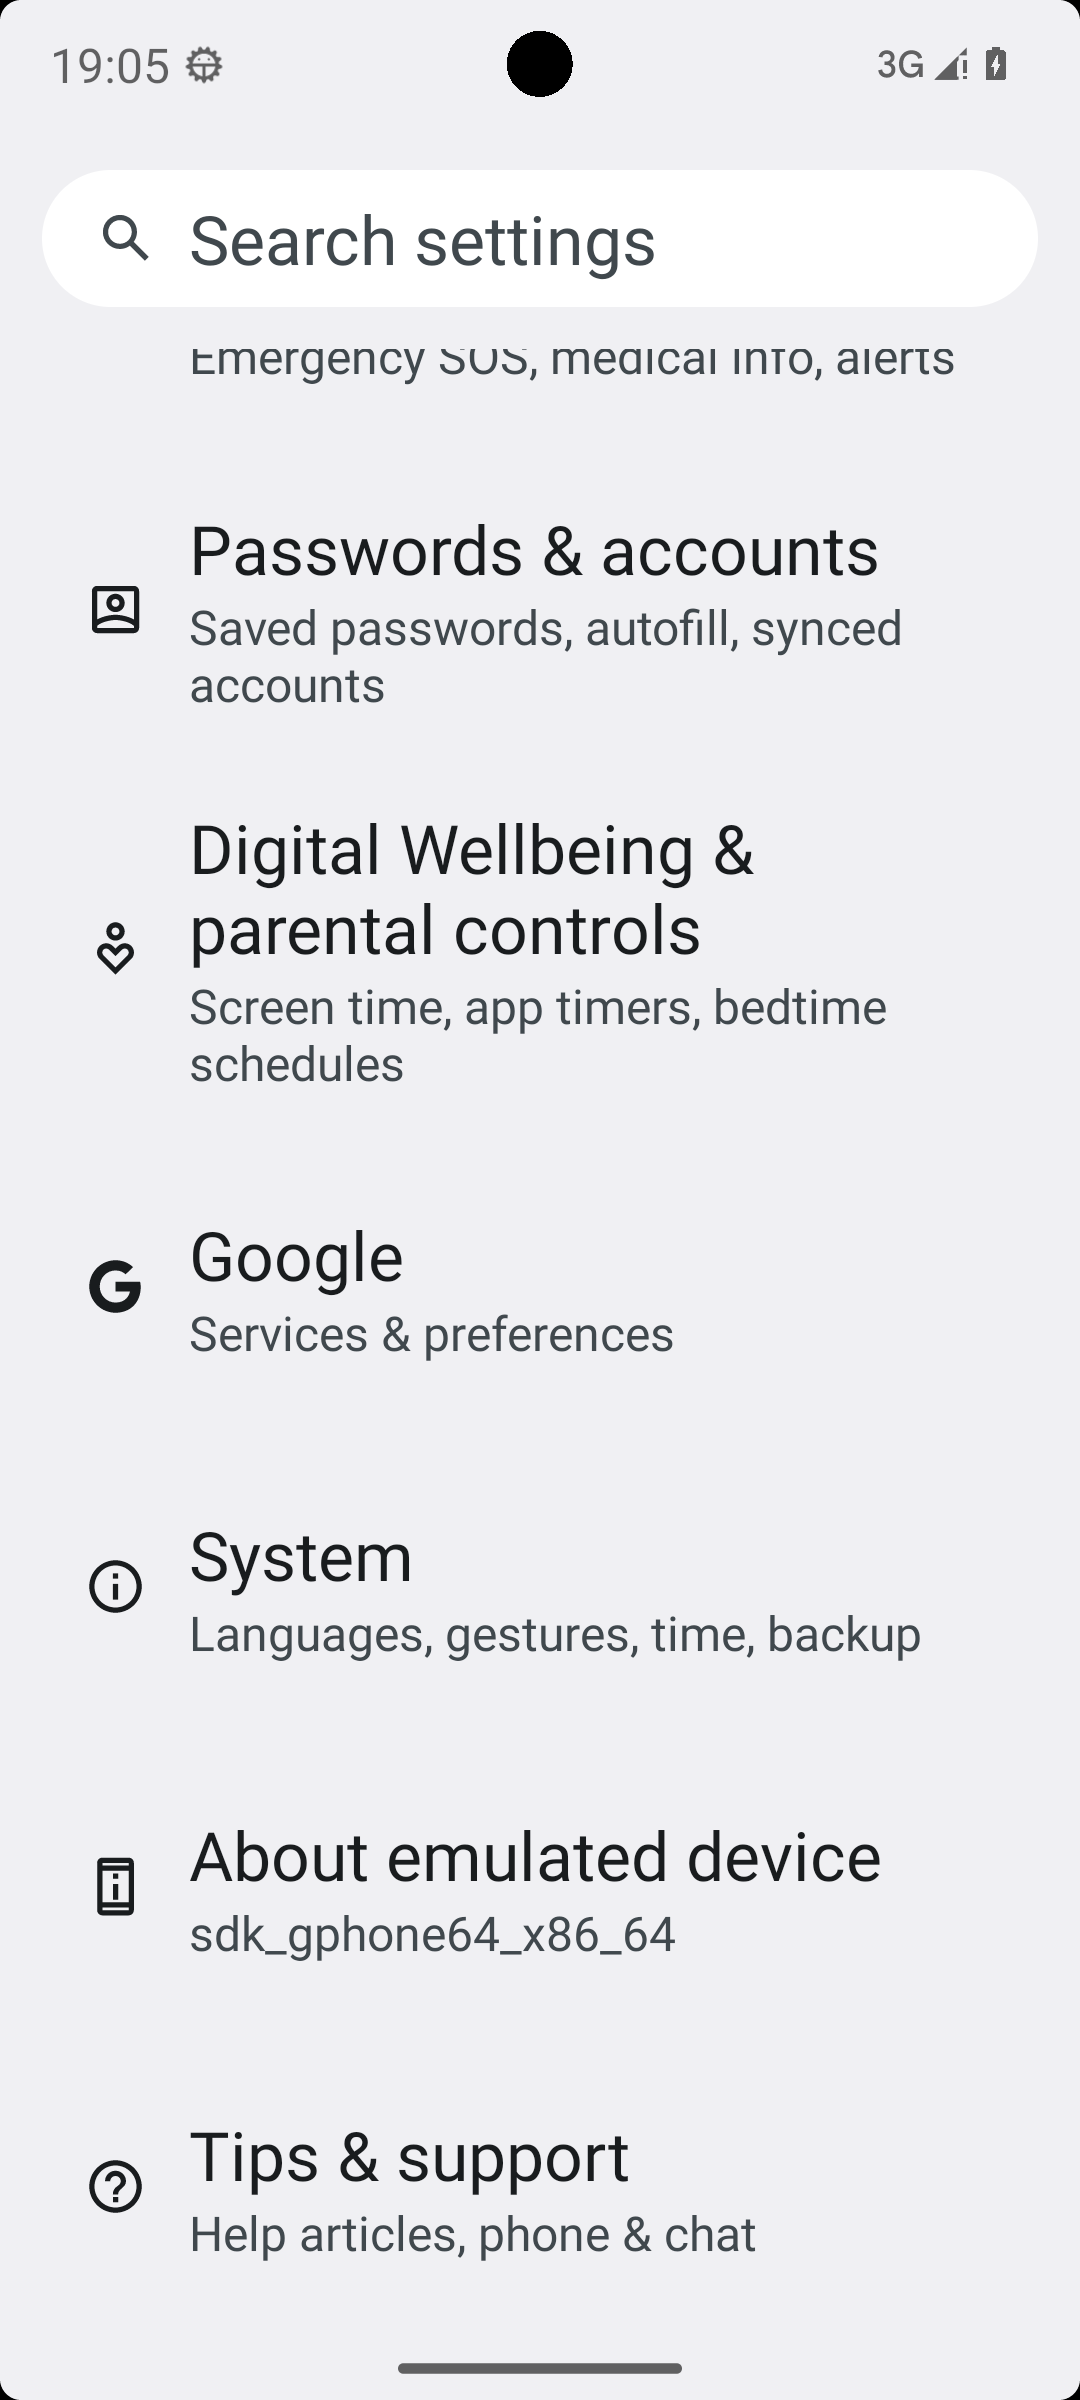 19:05
3G
Search settings
Emergency SOS, medical info, alerts
Passwords & accounts
Saved passwords, autofill, synced
accounts
Digital Wellbeing &
parental controls
Screen time, app timers, bedtime
schedules
Google
Services & preferences
System
Languages, gestures, time, backup
About emulated device
sdk_gphone64_x86_64
Tips & support
Help articles, phone & chat